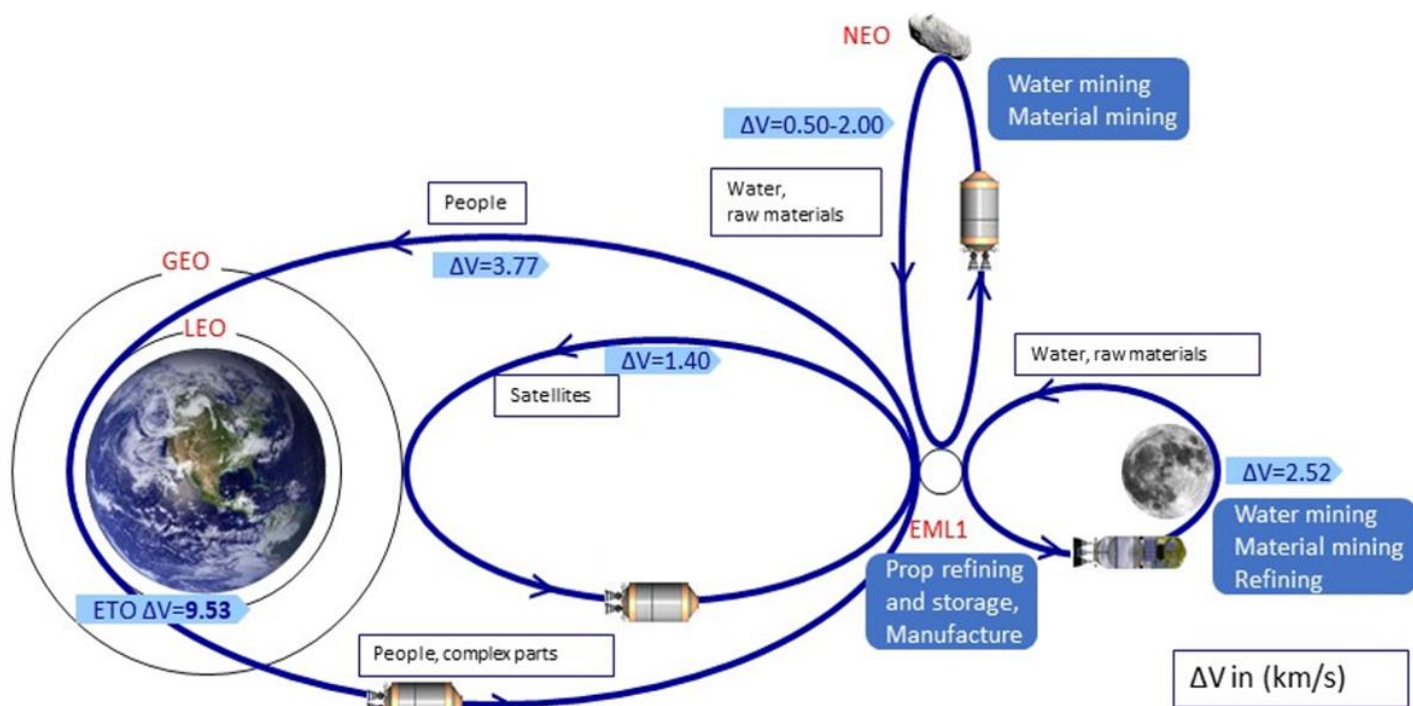 NEO
Water mining
Material mining
ΔV=0.50-2.00
Water,
raw materials
People
GEO
ΔV=3.77
LEO
Water, raw materials
ΔV=1.40
Satellites
ΔV=2.52
EML1
Water mining
Material mining
Refining
Prop refining
and storage,
Manufacture
ETO ΔV=9.53
People, complex parts
ΔV in (km/s)